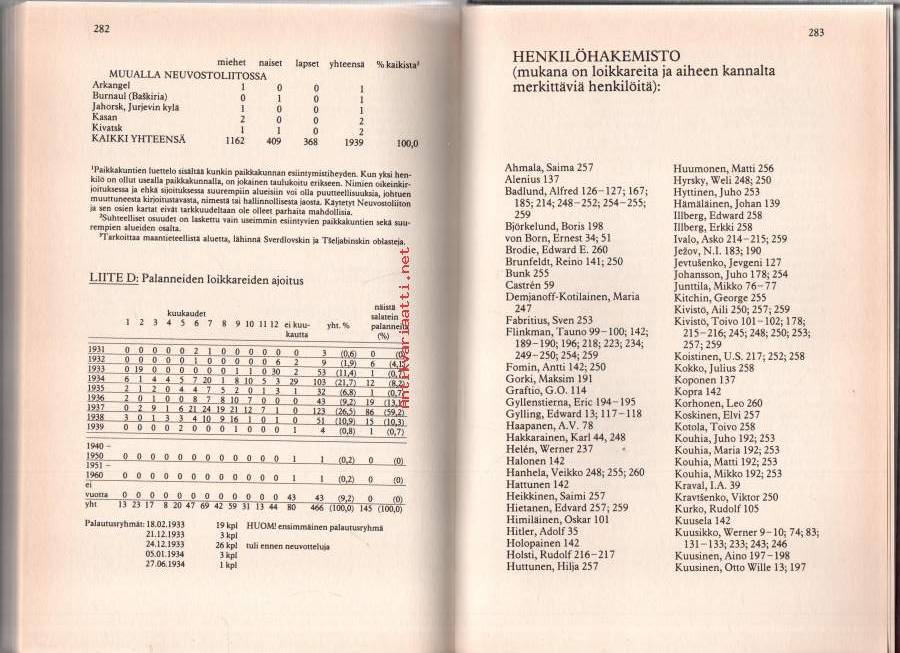 282
miehet naiset lapset yhteensä % kaikista²
MUUALLA NEUVOSTOLIITOSSA
Arkangel 1 0 0 1
Burnaul (Baškiria) 0 1 0 1
Jahorsk, Jurjevin kylä 1 0 0 1
Kasan 2 0 0 2
Kivatsk 1 1 0 2
KAIKKI YHTEENSÄ 1162 409 368 1939 100,0
¹Paikkakuntien luettelo sisältää kunkin paikkakunnan esiintymistiheyden. Kun yksi hen-
kilö on ollut usealla paikkakunnalla, on jokainen taulukoitu erikseen. Nimien oikeinkir-
joituksessa ja ehkä sijoituksessa suurempiin alueisiin voi olla puutteellisuuksia, johtuen
muuttuneesta kirjoitustavasta, nimestä tai hallinnollisesta jaosta. Käytetyt Neuvostoliiton
ja sen osien kartat eivät tarkkuudeltaan ole olleet parhaita mahdollisia.
²Suhteelliset osuudet on laskettu vain useimmin esiintyvien paikkakuntien sekä suu-
rempien alueiden osalta.
³Tarkoittaa maantieteellistä aluetta, lähinnä Sverdlovskin ja Tšeljabinskin oblasteja.
LIITE D: Palanneiden loikkareiden ajoitus
kuukaudet
1 2 3 4 5 6 7 8 9 10 11 12 ei kuu-kautta yht. % näistä salatein palanneita (%)
1931 0 0 0 0 0 2 1 0 0 0 0 0 0 3 (0,6) 0
1932 0 0 0 0 0 1 0 0 0 0 0 6 2 9 (1,9) 6
1933 0 19 0 0 0 0 0 0 1 1 0 30 2 53 (11,4) 1
1934 6 1 4 4 5 7 20 1 8 10 5 3 29 103 (21,7) 12
1935 2 1 2 0 4 4 7 5 2 0 1 3 1 32 (6,8) 1
1936 2 0 1 0 0 8 7 8 10 7 0 0 0 43 (9,2) 19
1937 0 2 9 1 6 21 24 19 21 12 7 1 0 123 (26,5) 86 (59,2)
1938 3 0 1 3 3 4 10 9 16 1 0 1 0 51 (10,9) 15 (10,3)
1939 0 0 0 0 2 0 0 0 1 0 0 0 1 4 (0,8) 1 (0,7)
1940 –
1950 0 0 0 0 0 0 0 0 0 0 0 0 1 1 (0,2) 0 (0)
1951 –
1960 0 0 0 0 0 0 0 0 0 0 0 0 1 1 (0,2) 0 (0)
ei
vuotta 0 0 0 0 0 0 0 0 0 0 0 0 43 43 (9,2) 0 (0)
yht 13 23 17 8 20 47 69 42 59 31 13 44 80 466 (100,0) 145 (100,0)
Palautusryhmät: 18.02.1933 19 kpl HUOM! ensimmäinen palautusryhmä
21.12.1933 3 kpl
24.12.1933 26 kpl tuli ennen neuvotteluja
05.01.1934 3 kpl
27.06.1934 1 kpl
Antikvariaatti.net
283
HENKILÖHAKEMISTO
(mukana on loikkareita ja aiheen kannalta
merkittäviä henkilöitä):
Ahmala, Saima 257
Alenius 137
Badlund, Alfred 126–127; 167;
185; 214; 248–252; 254–255;
259
Björkelund, Boris 198
von Born, Ernest 34; 51
Brodie, Edward E. 260
Brunfeldt, Reino 141; 250
Bunk 255
Castrén 59
Demjanoff-Kotilainen, Maria
247
Fabritius, Sven 253
Flinkman, Tauno 99–100; 142;
189–190; 196; 218; 223; 234;
249–250; 254; 259
Fomin, Antti 142; 250
Gorki, Maksim 191
Graftio, G.O. 114
Gyllenstierna, Eric 194–195
Gylling, Edward 13; 117–118
Haapanen, A.V. 78
Hakkarainen, Karl 44, 248
Helén, Werner 237
Halonen 142
Hanhela, Veikko 248; 255; 260
Hattunen 142
Heikkinen, Saimi 257
Hietanen, Edvard 257; 259
Himiläinen, Oskar 101
Hitler, Adolf 35
Holopainen 142
Holsti, Rudolf 216–217
Huttunen, Hilja 257
Huumonen, Matti 256
Hyrsky, Weli 248; 250
Hyttinen, Juho 253
Hämäläinen, Johan 139
Illberg, Edward 258
Illberg, Erkki 258
Ivalo, Asko 214–215; 259
Ježov, N.I. 183; 190
Jevtušenko, Jevgeni 127
Johansson, Juho 178; 254
Junttila, Mikko 76–77
Kitchin, George 255
Kivistö, Aili 250; 257; 259
Kivistö, Toivo 101–102; 178;
215–216; 245; 248; 250; 253;
257; 259
Koistinen, U.S. 217; 252; 258
Kokko, Julius 258
Koponen 137
Kopra 142
Korhonen, Leo 260
Koskinen, Elvi 257
Kotola, Toivo 258
Kouhia, Juho 192; 253
Kouhia, Maria 192; 253
Kouhia, Matti 192; 253
Kouhia, Mikko 192; 253
Kraval, I.A. 39
Kravtšenko, Viktor 250
Kurko, Rudolf 105
Kuusela 142
Kuusikko, Werner 9–10; 74; 83;
131–133; 233; 243; 246
Kuusinen, Aino 197–198
Kuusinen, Otto Wille 13; 197